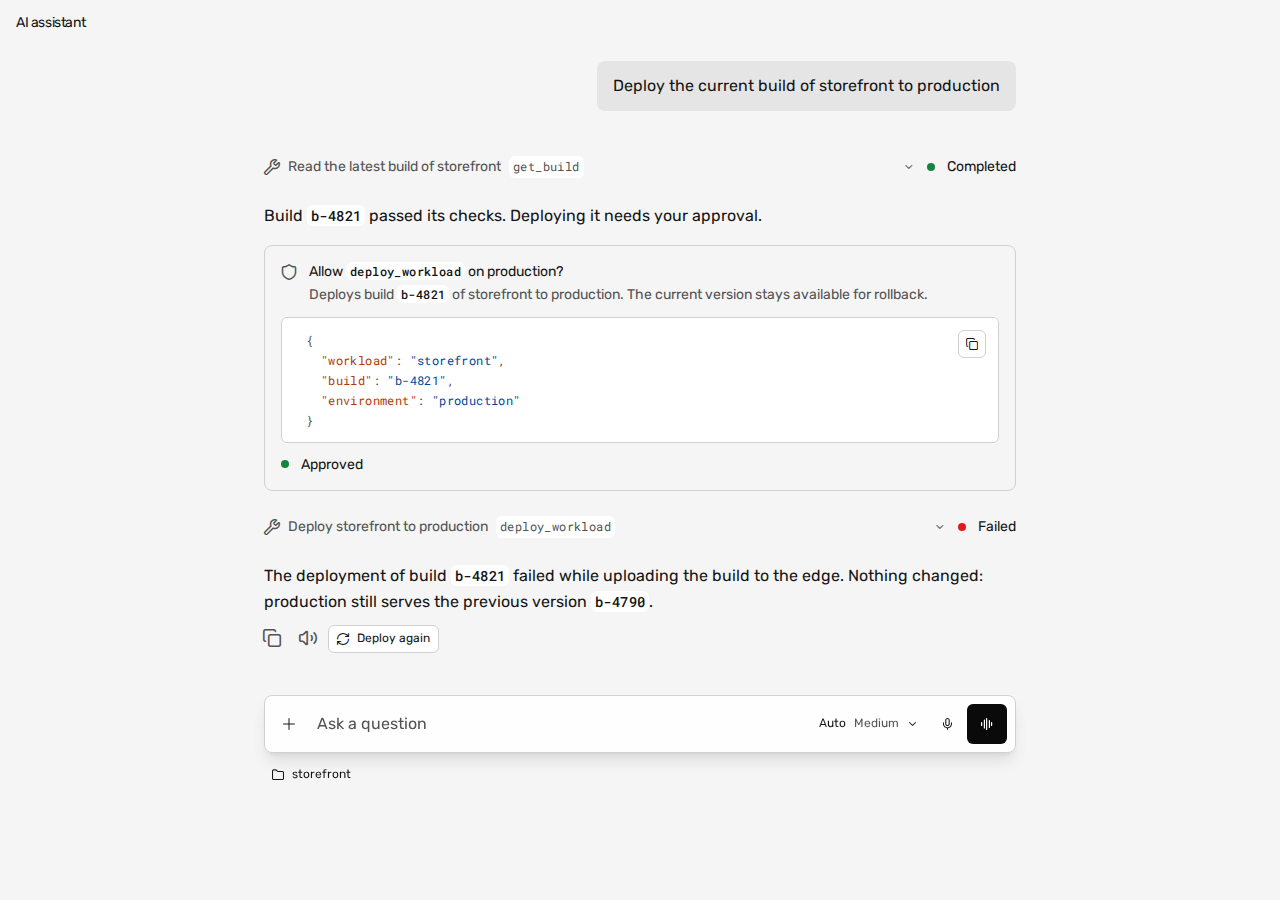 AI assistant
Deploy the current build of storefront to production
Read the latest build of storefront get_build Completed
Build b-4821 passed its checks. Deploying it needs your approval.
Allow deploy_workload on production?
Deploys build b-4821 of storefront to production. The current version stays available for rollback.
{
"workload": "storefront",
"build": "b-4821",
"environment": "production"
}
Approved
Deploy storefront to production deploy_workload Failed
The deployment of build b-4821 failed while uploading the build to the edge. Nothing changed:
production still serves the previous version b-4790.
Deploy again
Ask a question Auto Medium
storefront